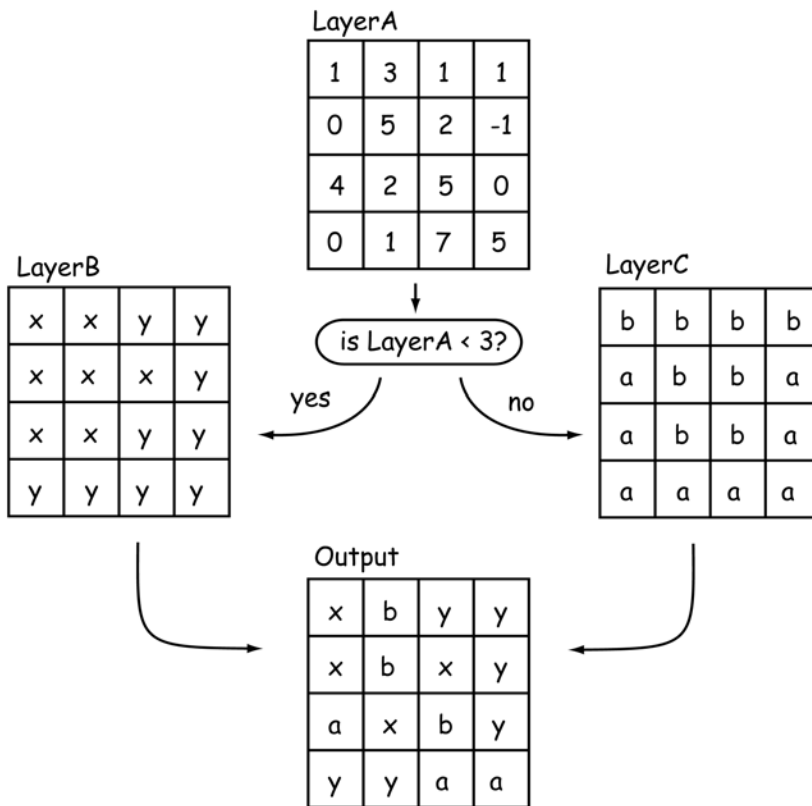 LayerA
1 3 1 1
0 5 2 -1
4 2 5 0
0 1 7 5
LayerB
x x y y
x x x y
x x y y
y y y y
is LayerA < 3?
yes
no
LayerC
b b b b
a b b a
a b b a
a a a a
Output
x b y y
x b x y
a x b y
y y a a